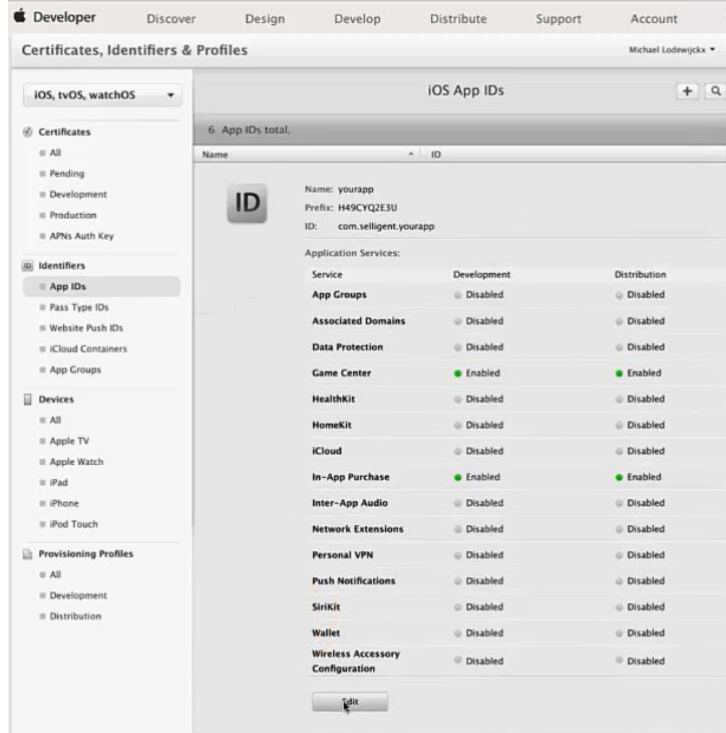 Developer Discover Design Develop Distribute Support Account
Certificates, Identifiers & Profiles Michael Lodewijckx
iOS, tvOS, watchOS
Certificates
All
Pending
Development
Production
APNs Auth Key
Identifiers
App IDs
Pass Type IDs
Website Push IDs
iCloud Containers
App Groups
Devices
All
Apple TV
Apple Watch
iPad
iPhone
iPod Touch
Provisioning Profiles
All
Development
Distribution
iOS App IDs
6 App IDs total.
Name ID
ID
Name: yourapp
Prefix: H49CYQ2E3U
ID: com.selligent.yourapp
Application Services:
Service Development Distribution
App Groups Disabled Disabled
Associated Domains Disabled Disabled
Data Protection Disabled Disabled
Game Center Enabled Enabled
HealthKit Disabled Disabled
HomeKit Disabled Disabled
iCloud Disabled Disabled
In-App Purchase Enabled Enabled
Inter-App Audio Disabled Disabled
Network Extensions Disabled Disabled
Personal VPN Disabled Disabled
Push Notifications Disabled Disabled
SiriKit Disabled Disabled
Wallet Disabled Disabled
Wireless Accessory
Configuration Disabled Disabled
Edit